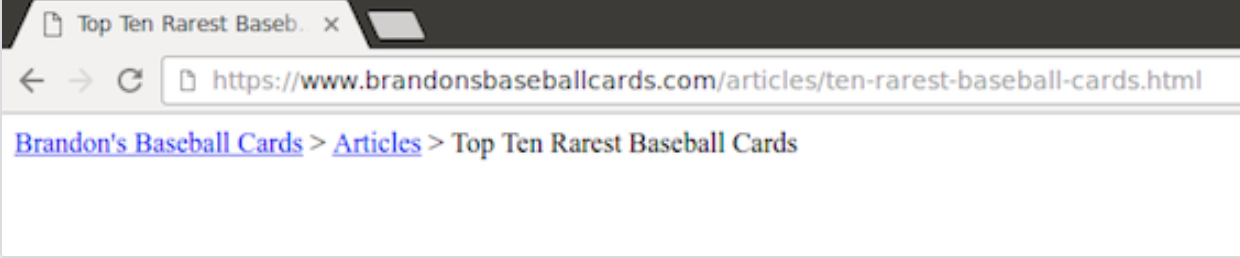 Top Ten Rarest Baseb.
https://www.brandonsbaseballcards.com/articles/ten-rarest-baseball-cards.html
Brandon's Baseball Cards > Articles > Top Ten Rarest Baseball Cards